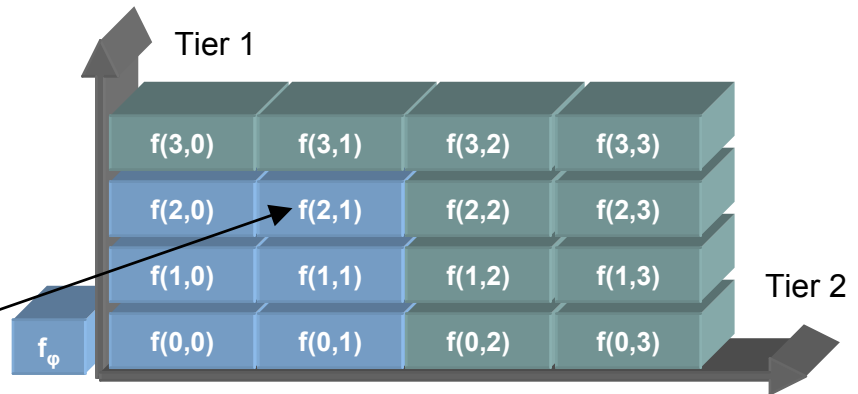 Tier 1
f(3,0) f(3,1) f(3,2) f(3,3)
f(2,0) f(2,1) f(2,2) f(2,3)
f(1,0) f(1,1) f(1,2) f(1,3)
Tier 2
f(0,0) f(0,1) f(0,2) f(0,3)
fφ